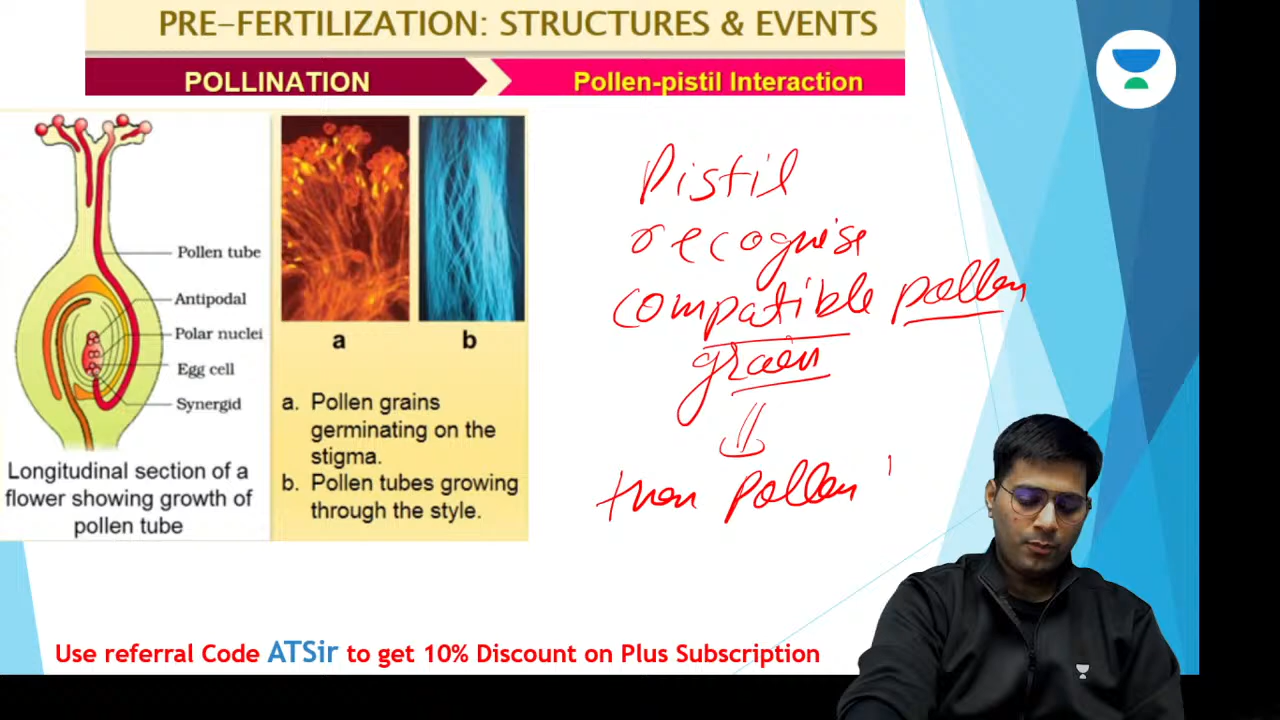 PRE-FERTILIZATION: STRUCTURES & EVENTS
POLLINATION
Pollen-pistil Interaction
Pollen tube
Antipodal
Polar nuclei
Egg cell
Synergid
Longitudinal section of a
flower showing growth of
pollen tube
a
b
a. Pollen grains
germinating on the
stigma.
b. Pollen tubes growing
through the style.
Pistil
recognise
compatible pollen
grain
then pollen
Use referral Code ATSir to get 10% Discount on Plus Subscription